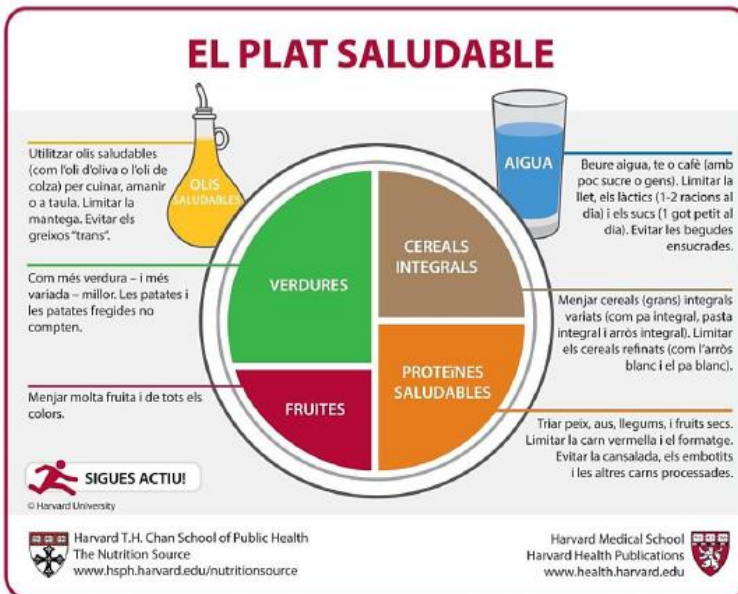 EL PLAT SALUDABLE
Utilitzar olis saludables
(com l'oli d'oliva o l'oli de
colza) per cuinar, amanir
o a taula. Limitar la
mantega. Evitar els
greixos "trans".
OLIS
SALUDABLES
Com més verdura – i més
variada – millor. Les patates i
les patates fregides no
compten.
Menjar molta fruita i de tots els
colors.
VERDURES
FRUITES
CEREALS
INTEGRALS
PROTEïNES
SALUDABLES
AIGUA
Beure aigua, te o cafè (amb
poc sucre o gens). Limitar la
llet, els làctics (1-2 racions al
dia) i els sucs (1 got petit al
dia). Evitar les begudes
ensucrades.
Menjar cereals (grans) integrals
variats (com pa integral, pasta
integral i arròs integral). Limitar
els cereals refinats (com l'arròs
blanc i el pa blanc).
Triar peix, aus, llegums, i fruits secs.
Limitar la carn vermella i el formatge.
Evitar la cansalada, els embotits
i les altres carns processades.
SIGUES ACTIU!
© Harvard University
Harvard T.H. Chan School of Public Health
The Nutrition Source
www.hsph.harvard.edu/nutritionsource
Harvard Medical School
Harvard Health Publications
www.health.harvard.edu